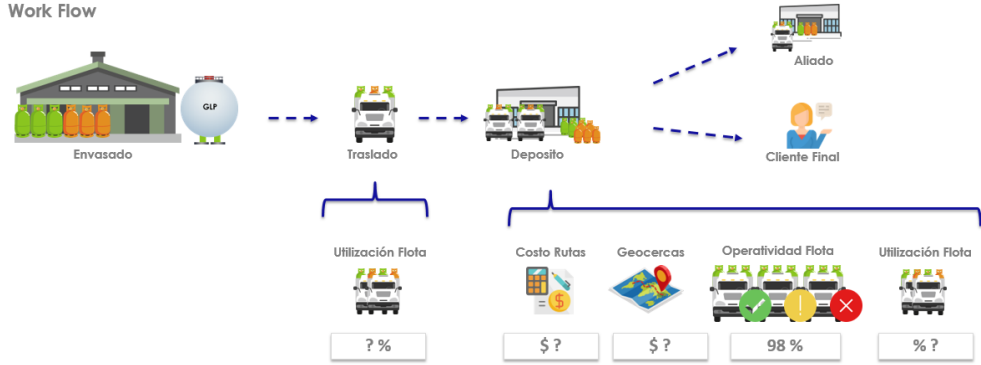 Work Flow
GLP
Aliado
Envasado
Traslado
Deposito
Cliente Final
Utilización Flota
Costo Rutas
Geocercas
Operatividad Flota
Utilización Flota
? %
$ ?
$ ?
98 %
% ?